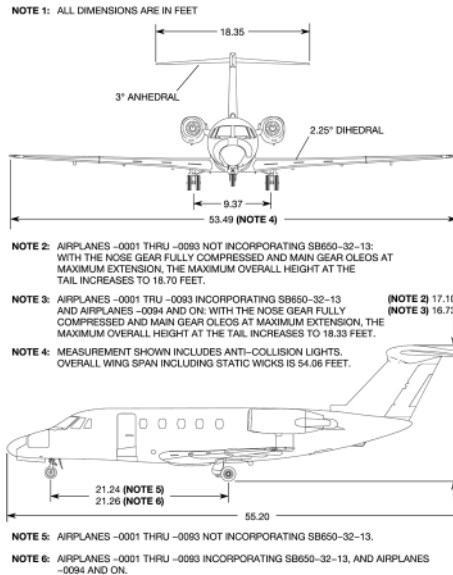 NOTE 1: ALL DIMENSIONS ARE IN FEET
18.35
3° ANHEDRAL
2.25° DIHEDRAL
9.37
53.49 (NOTE 4)
NOTE 2: AIRPLANES -0001 THRU -0093 NOT INCORPORATING SB650-32-13:
WITH THE NOSE GEAR FULLY COMPRESSED AND MAIN GEAR OLEOS AT
MAXIMUM EXTENSION, THE MAXIMUM OVERALL HEIGHT AT THE
TAIL INCREASES TO 18.70 FEET.
NOTE 3: AIRPLANES -0001 TRU -0093 INCORPORATING SB650-32-13
AND AIRPLANES -0094 AND ON: WITH THE NOSE GEAR FULLY
COMPRESSED AND MAIN GEAR OLEOS AT MAXIMUM EXTENSION, THE
MAXIMUM OVERALL HEIGHT AT THE TAIL INCREASES TO 18.33 FEET.
(NOTE 2) 17.10
(NOTE 3) 16.73
NOTE 4: MEASUREMENT SHOWN INCLUDES ANTI-COLLISION LIGHTS.
OVERALL WING SPAN INCLUDING STATIC WICKS IS 54.06 FEET.
21.24 (NOTE 5)
21.26 (NOTE 6)
55.20
NOTE 5: AIRPLANES -0001 THRU -0093 NOT INCORPORATING SB650-32-13.
NOTE 6: AIRPLANES -0001 THRU -0093 INCORPORATING SB650-32-13, AND AIRPLANES
-0094 AND ON.